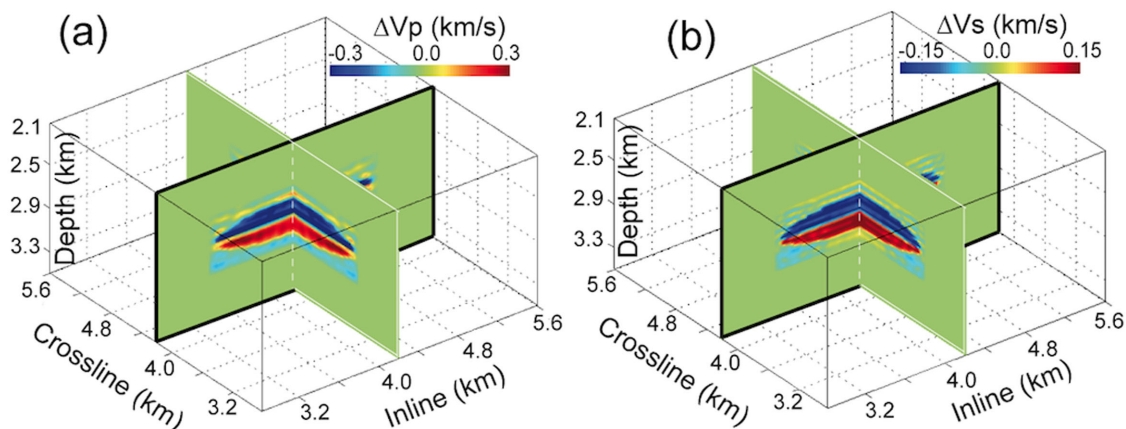 (a)
ΔVp (km/s)
-0.3 0.0 0.3
2.1
2.5
2.9
3.3
Depth (km)
5.6
4.8
4.0
3.2
Crossline (km)
3.2
4.0
4.8
5.6
Inline (km)
(b)
ΔVs (km/s)
-0.15 0.0 0.15
2.1
2.5
2.9
3.3
Depth (km)
5.6
4.8
4.0
3.2
Crossline (km)
3.2
4.0
4.8
5.6
Inline (km)